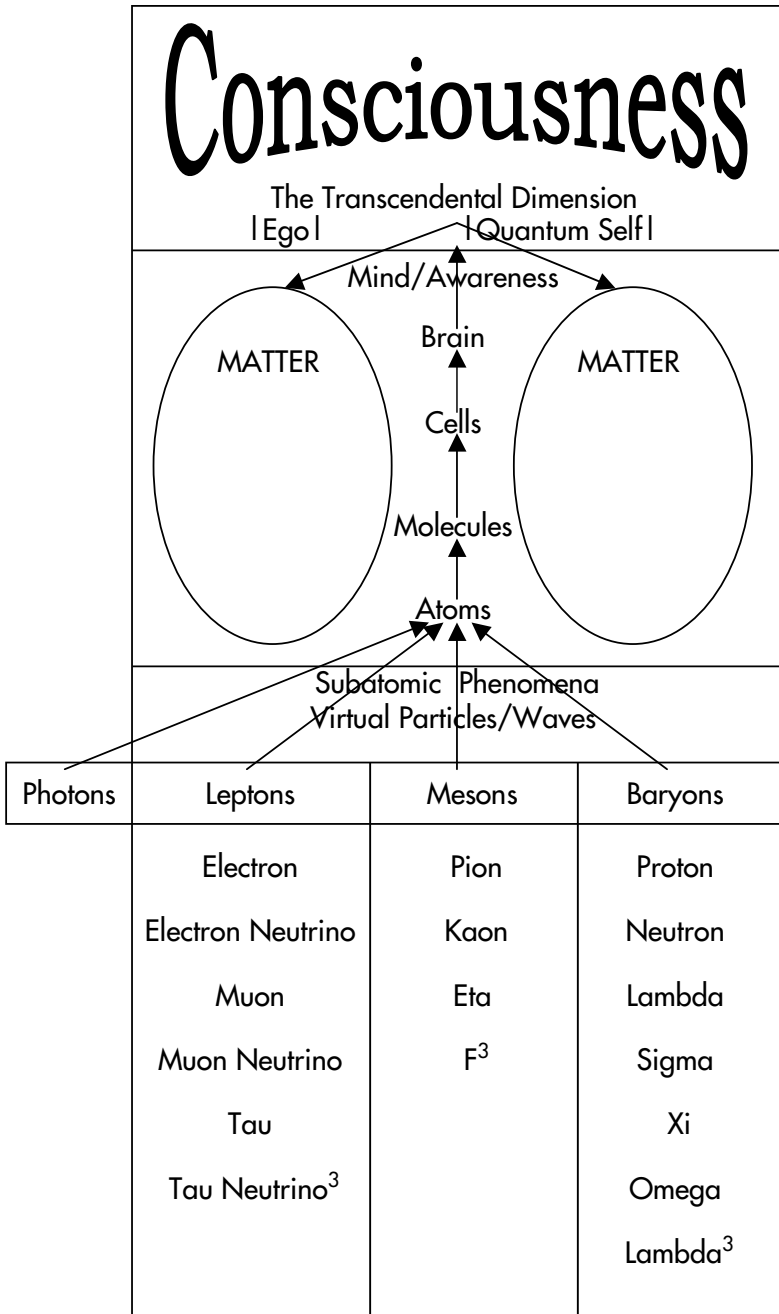 Consciousness
The Transcendental Dimension
|Ego| |Quantum Self|
Mind/Awareness
Brain
MATTER MATTER
Cells
Molecules
Atoms
Subatomic Phenomena
Virtual Particles/Waves
Photons Leptons Mesons Baryons
Electron Pion Proton
Electron Neutrino Kaon Neutron
Muon Eta Lambda
Muon Neutrino F³ Sigma
Tau Xi
Tau Neutrino³ Omega
Lambda³